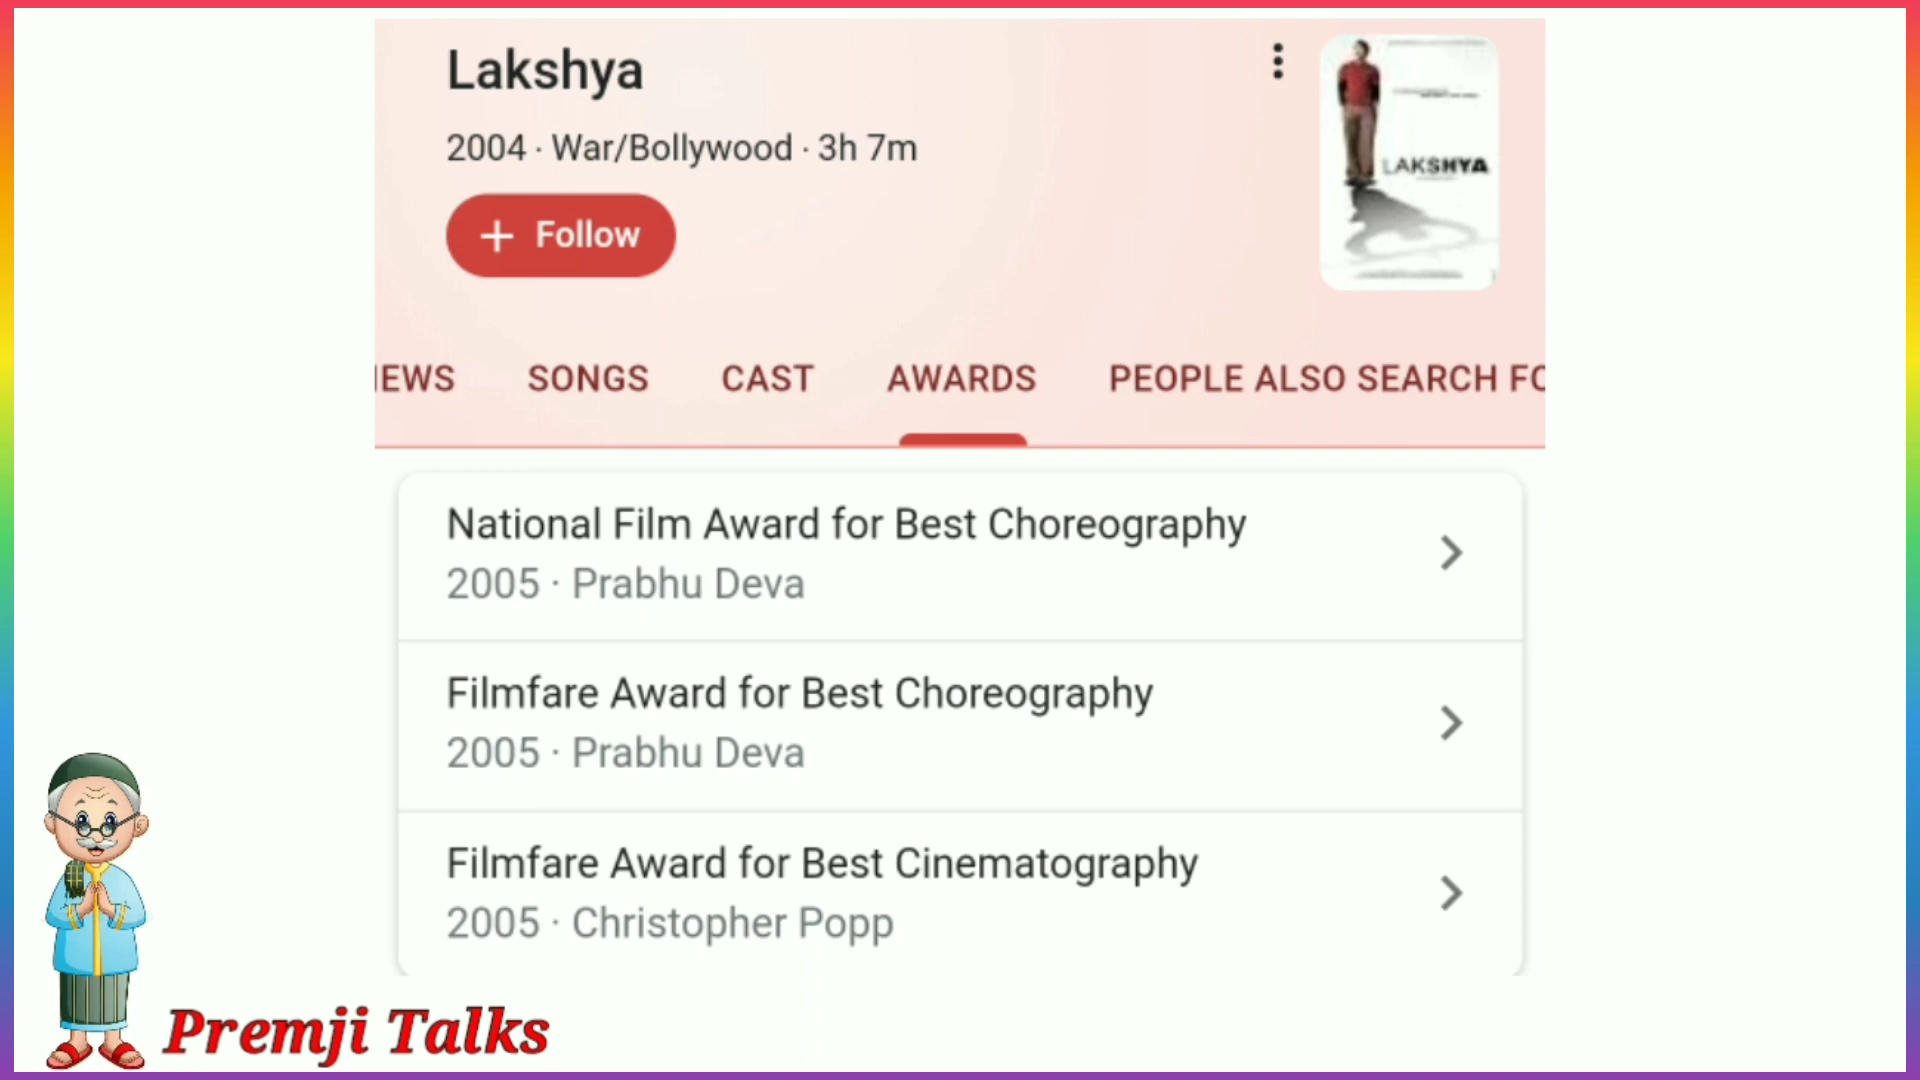 Lakshya
2004 · War/Bollywood · 3h 7m
+ Follow
LAKSHYA
IEWS SONGS CAST AWARDS PEOPLE ALSO SEARCH FO
National Film Award for Best Choreography
2005 · Prabhu Deva
Filmfare Award for Best Choreography
2005 · Prabhu Deva
Filmfare Award for Best Cinematography
2005 · Christopher Popp
Premji Talks